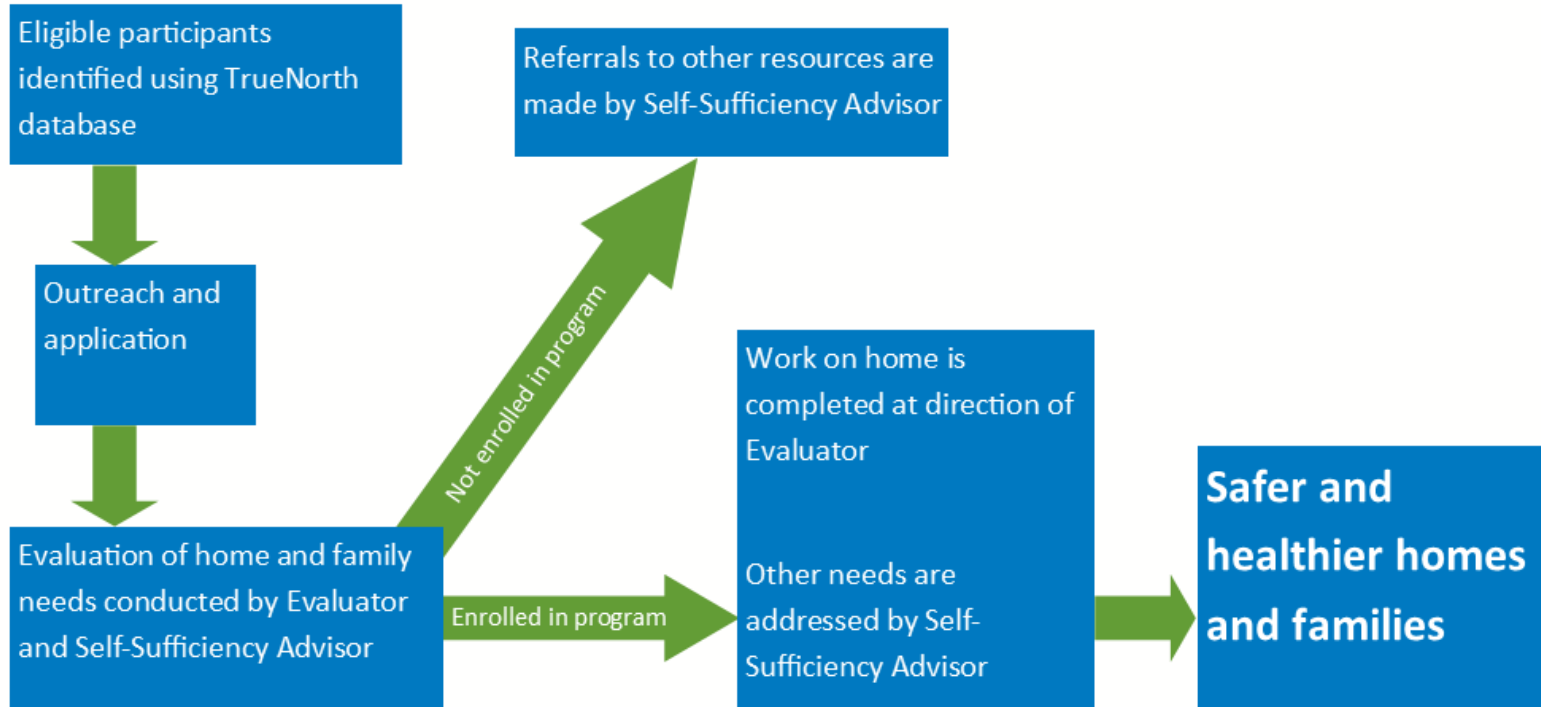 Eligible participants
identified using TrueNorth
database
Referrals to other resources are
made by Self-Sufficiency Advisor
Outreach and
application
Not enrolled in program
Evaluation of home and family
needs conducted by Evaluator
and Self-Sufficiency Advisor
Enrolled in program
Work on home is
completed at direction of
Evaluator
Other needs are
addressed by Self-
Sufficiency Advisor
Safer and
healthier homes
and families